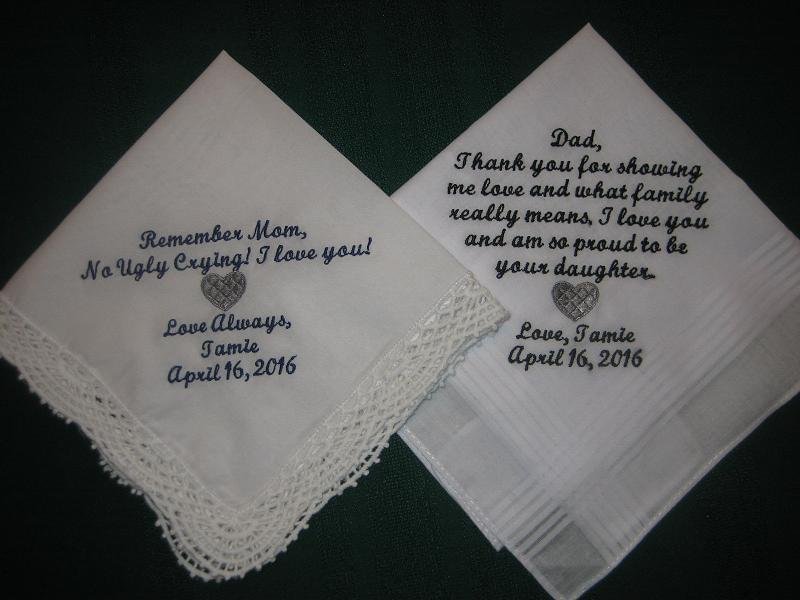 Remember Mom,
No Ugly Crying! I love you!
Love Always,
Tamie
April 16, 2016
Dad,
Thank you for showing
me love and what family
really means, I love you
and am so proud to be
your daughter.
Love, Tamie
April 16, 2016